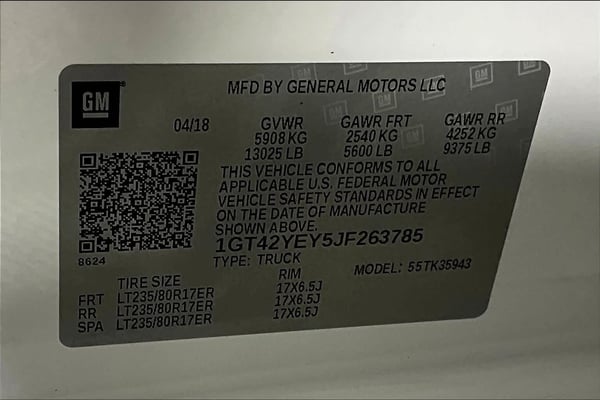 GM
MFD BY GENERAL MOTORS LLC
04/18 GVWR GAWR FRT GAWR RR
5908 KG 2540 KG 4252 KG
13025 LB 5600 LB 9375 LB
THIS VEHICLE CONFORMS TO ALL
APPLICABLE U.S. FEDERAL MOTOR
VEHICLE SAFETY STANDARDS IN EFFECT
ON THE DATE OF MANUFACTURE
SHOWN ABOVE.
8624
1GT42YEY5JF263785
TYPE: TRUCK MODEL: 55TK35943
TIRE SIZE RIM
FRT LT235/80R17ER 17X6.5J
RR LT235/80R17ER 17X6.5J
SPA LT235/80R17ER 17X6.5J